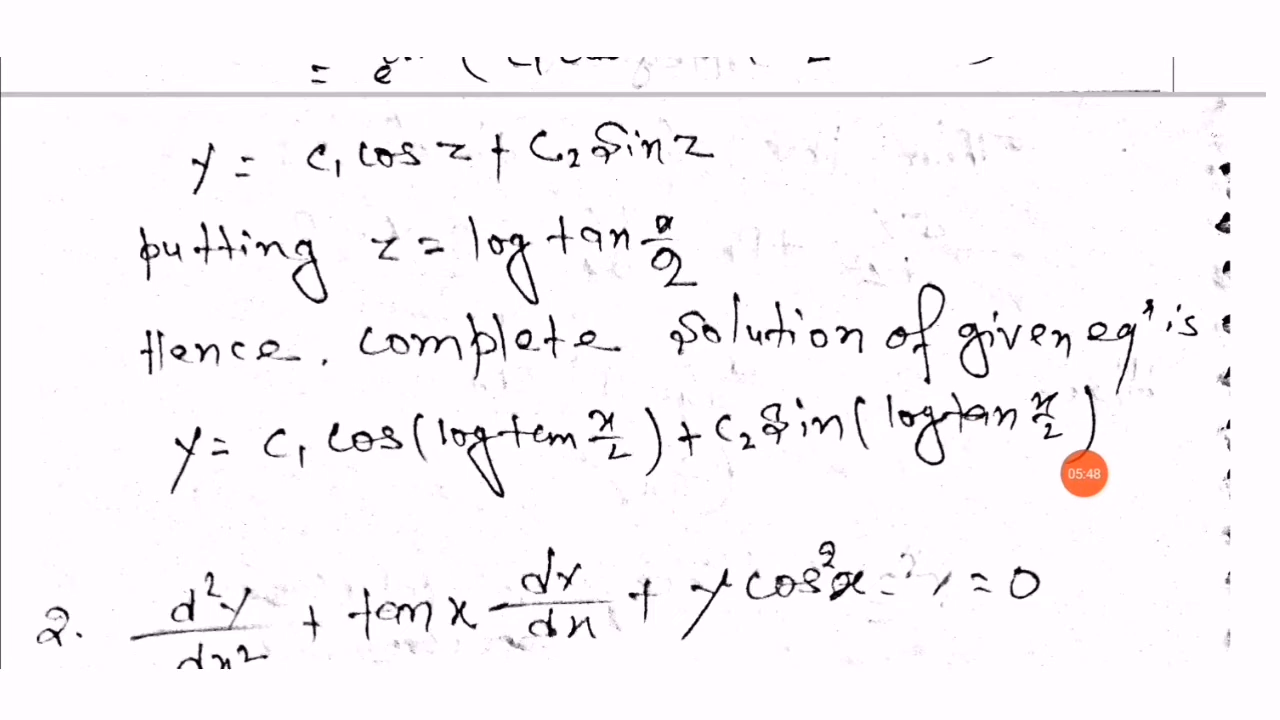 y = C₁ cos z + C₂ Sin z
putting z = log tan x/2
Hence. complete solution of given eqⁿ is
y = C₁ cos(log tan x/2) + C₂ Sin(log tan x/2)
05:48
2. d²y/dx² + tan x dy/dx + y cos²x = 0